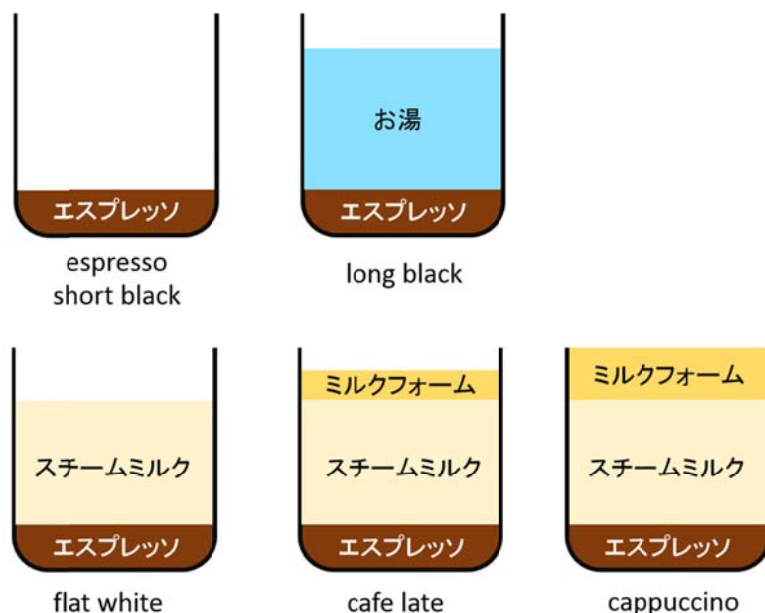 エスプレッソ
espresso
short black
お湯
エスプレッソ
long black
スチームミルク
エスプレッソ
flat white
ミルクフォーム
スチームミルク
エスプレッソ
cafe late
ミルクフォーム
スチームミルク
エスプレッソ
cappuccino